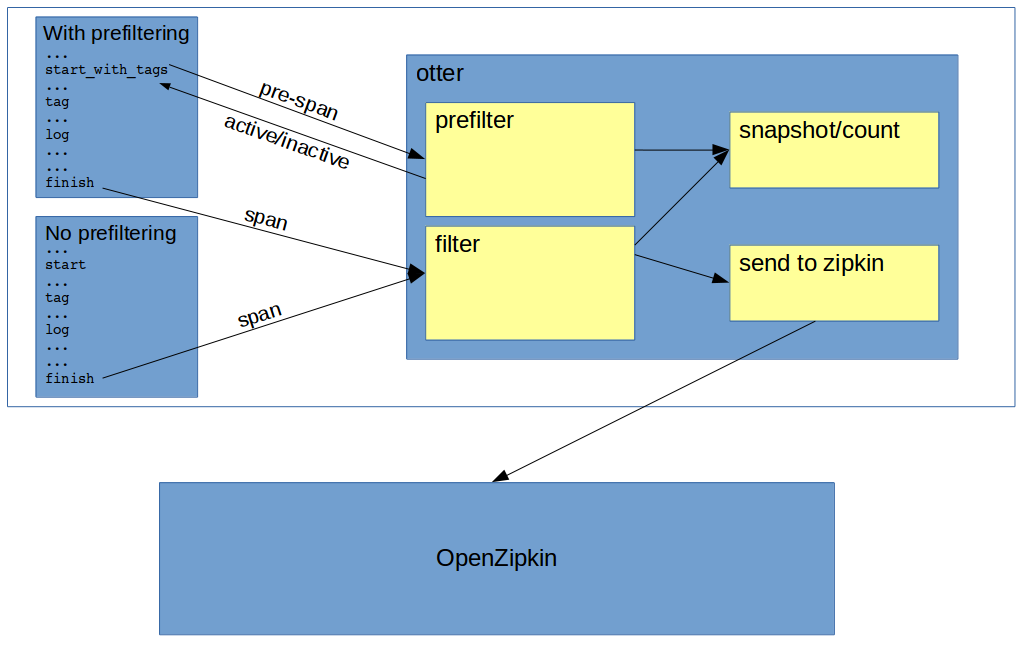 With prefiltering
...
start_with_tags
...
tag
...
log
...
...
finish
No prefiltering
...
start
...
tag
...
log
...
...
finish
pre-span
active/inactive
span
span
otter
prefilter
filter
snapshot/count
send to zipkin
OpenZipkin